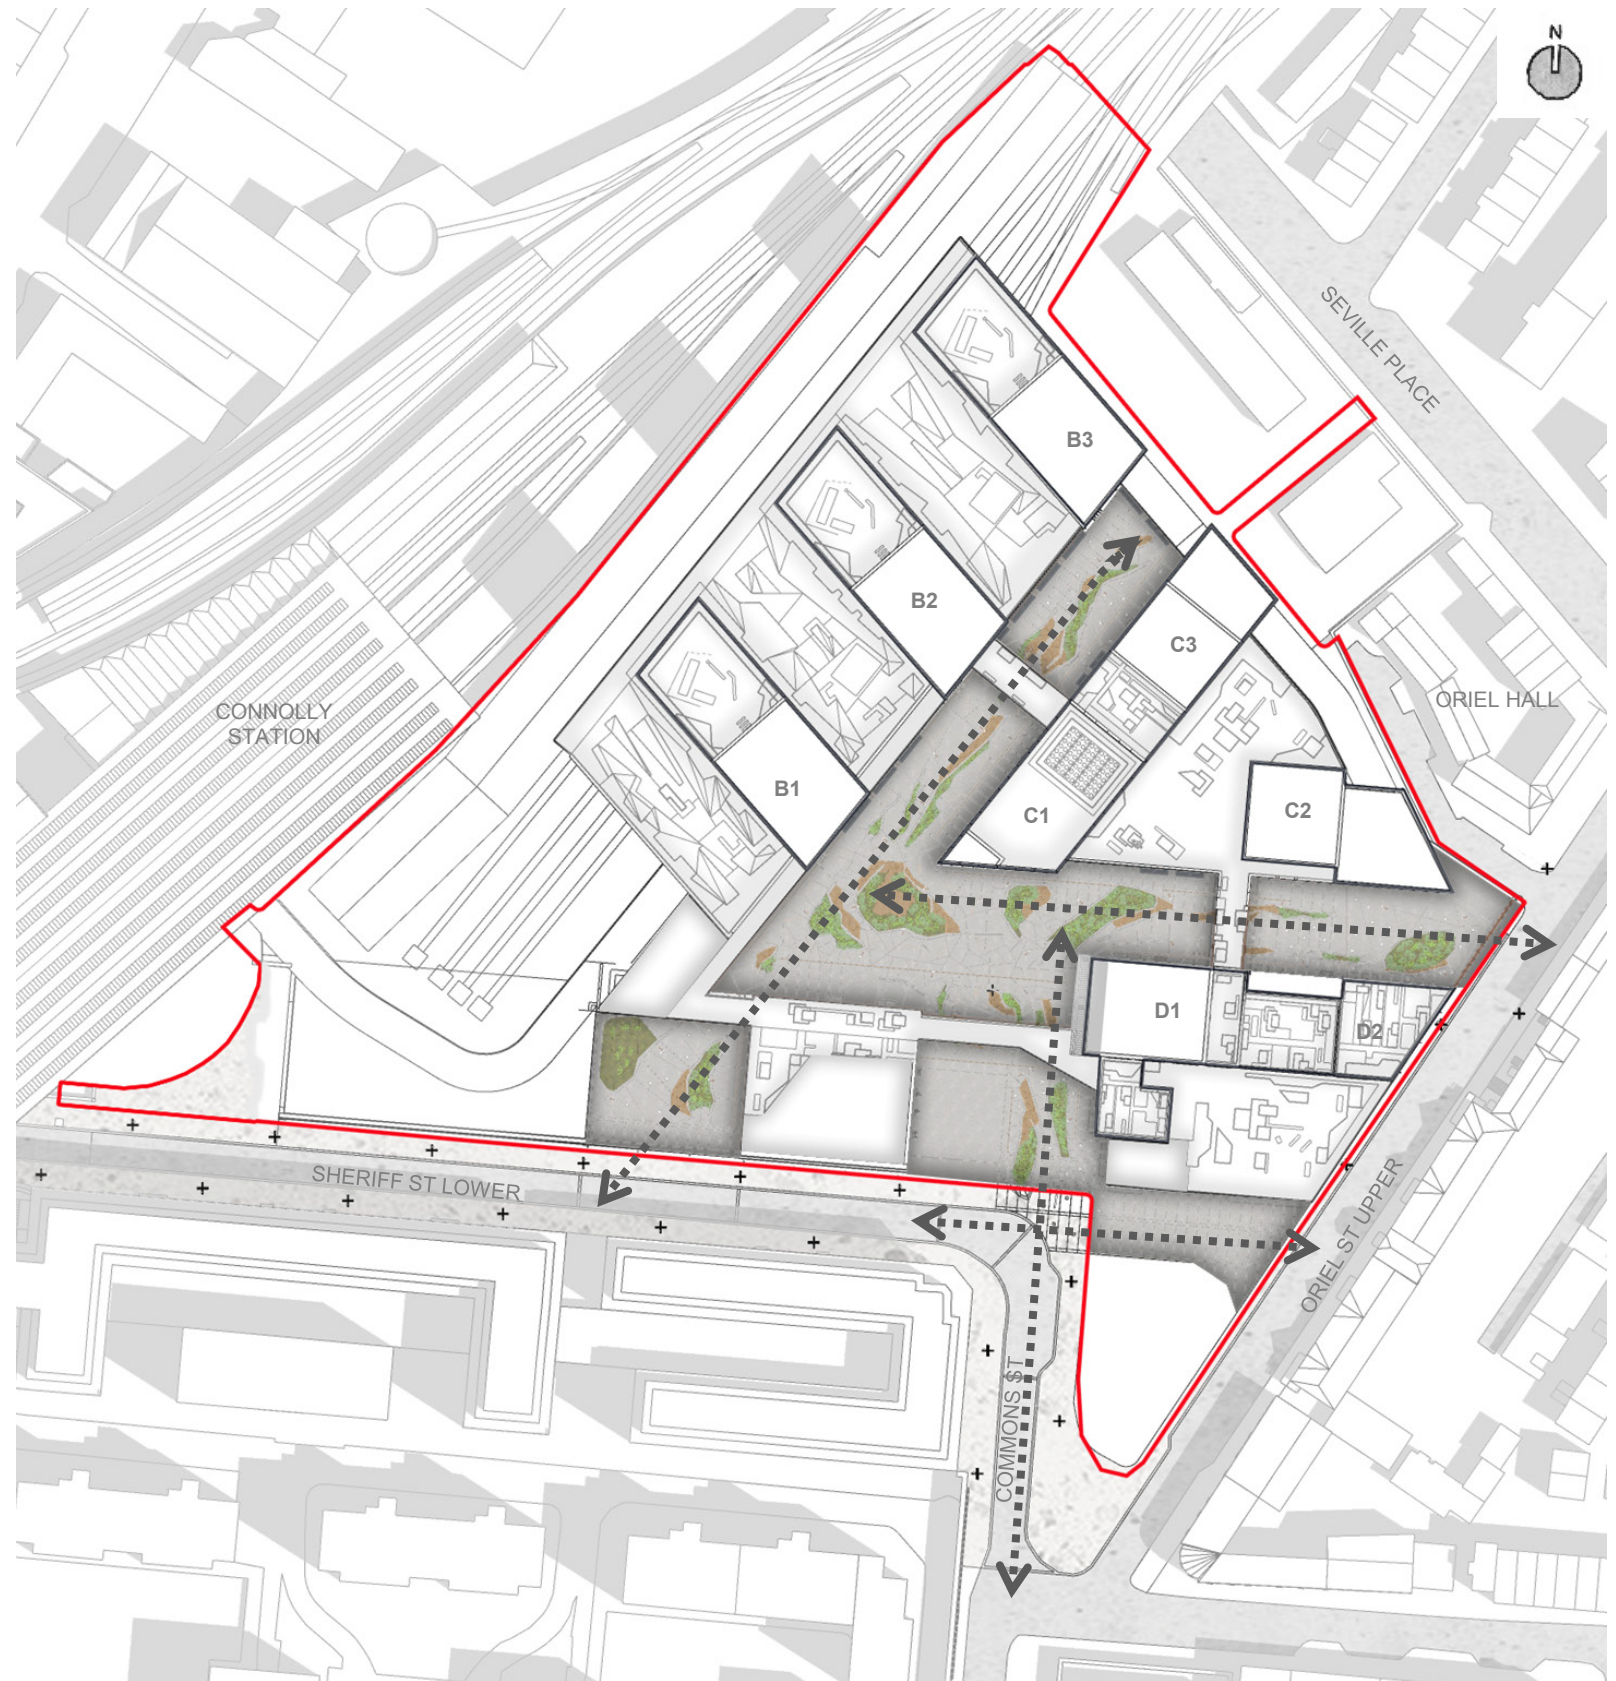 N
SEVILLE PLACE
B3
B2
C3
ORIEL HALL
CONNOLLY
STATION
B1
C1
C2
D1
D2
SHERIFF ST LOWER
ORIEL ST UPPER
COMMONS ST